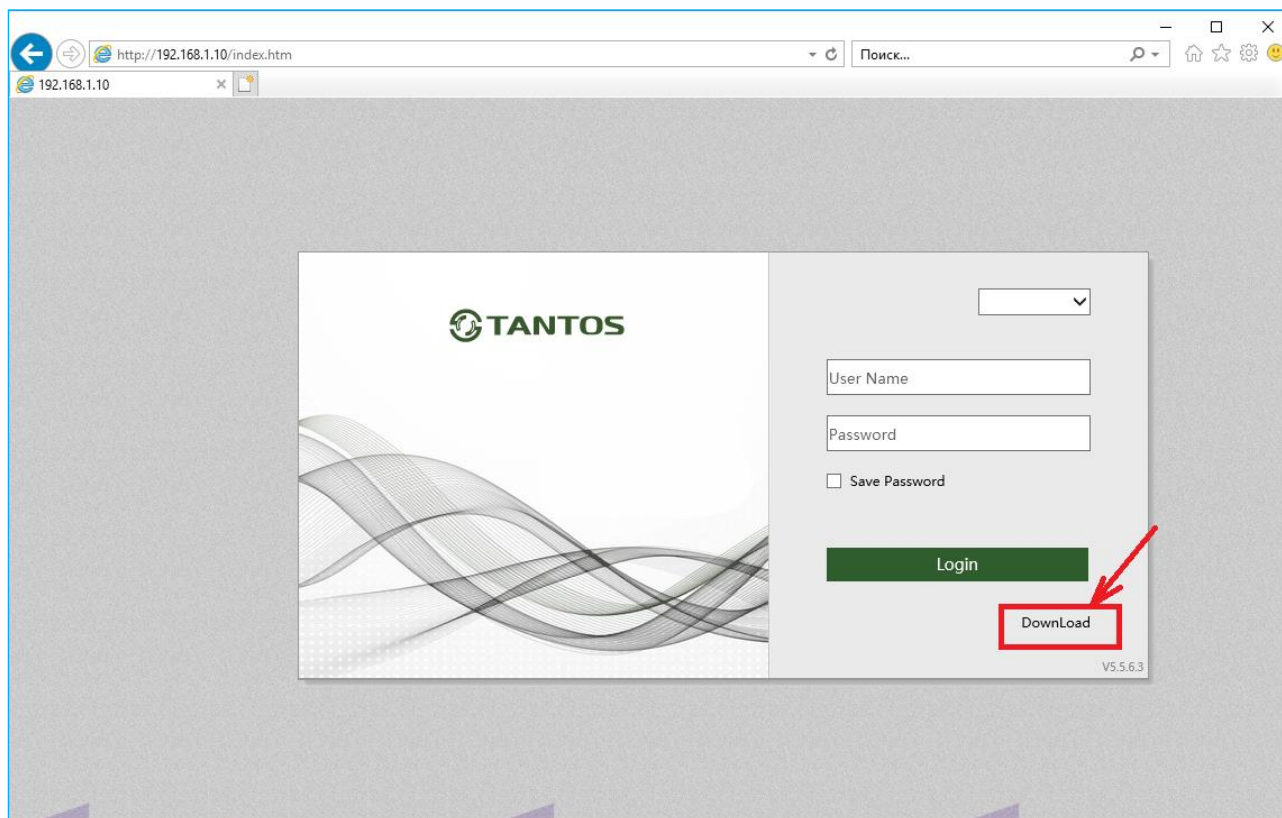 http://192.168.1.10/index.htm
Поиск...
192.168.1.10
TANTOS
User Name
Password
Save Password
Login
DownLoad
V5.5.6.3